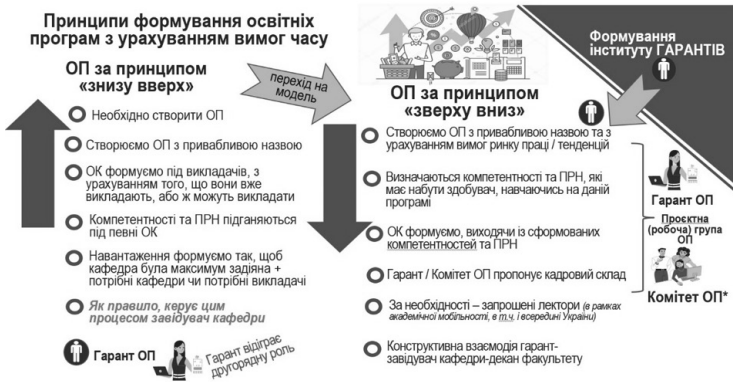 Принципи формування освітніх
програм з урахуванням вимог часу
ОП за принципом
«знизу вверх»
Необхідно створити ОП
Створюємо ОП з привабливою назвою
ОК формуємо під викладачів, з
урахуванням того, що вони вже
викладають, або ж можуть викладати
Компетентності та ПРН підганяються
під певні ОК
Навантаження формуємо так, щоб
кафедра була максимум задіяна +
потрібні кафедри чи потрібні викладачі
Як правило, керує цим
процесом завідувач кафедри
Гарант ОП
Гарант відіграє
другорядну роль
перехід на
модель
ОП за принципом
«зверху вниз»
Створюємо ОП з привабливою назвою та з
урахуванням вимог ринку праці / тенденцій
Визначаються компетентності та ПРН, які
має набути здобувач, навчаючись на даній
програмі
ОК формуємо, виходячи із сформованих
компетентностей та ПРН
Гарант / Комітет ОП пропонує кадровий склад
За необхідності – запрошені лектори (в рамках
академічної мобільності, в т.ч. і всередині України)
Конструктивна взаємодія гарант-
завідувач кафедри-декан факультету
Формування
інституту ГАРАНТІВ
Гарант ОП
Проєктна
(робоча) група
ОП
Комітет ОП*